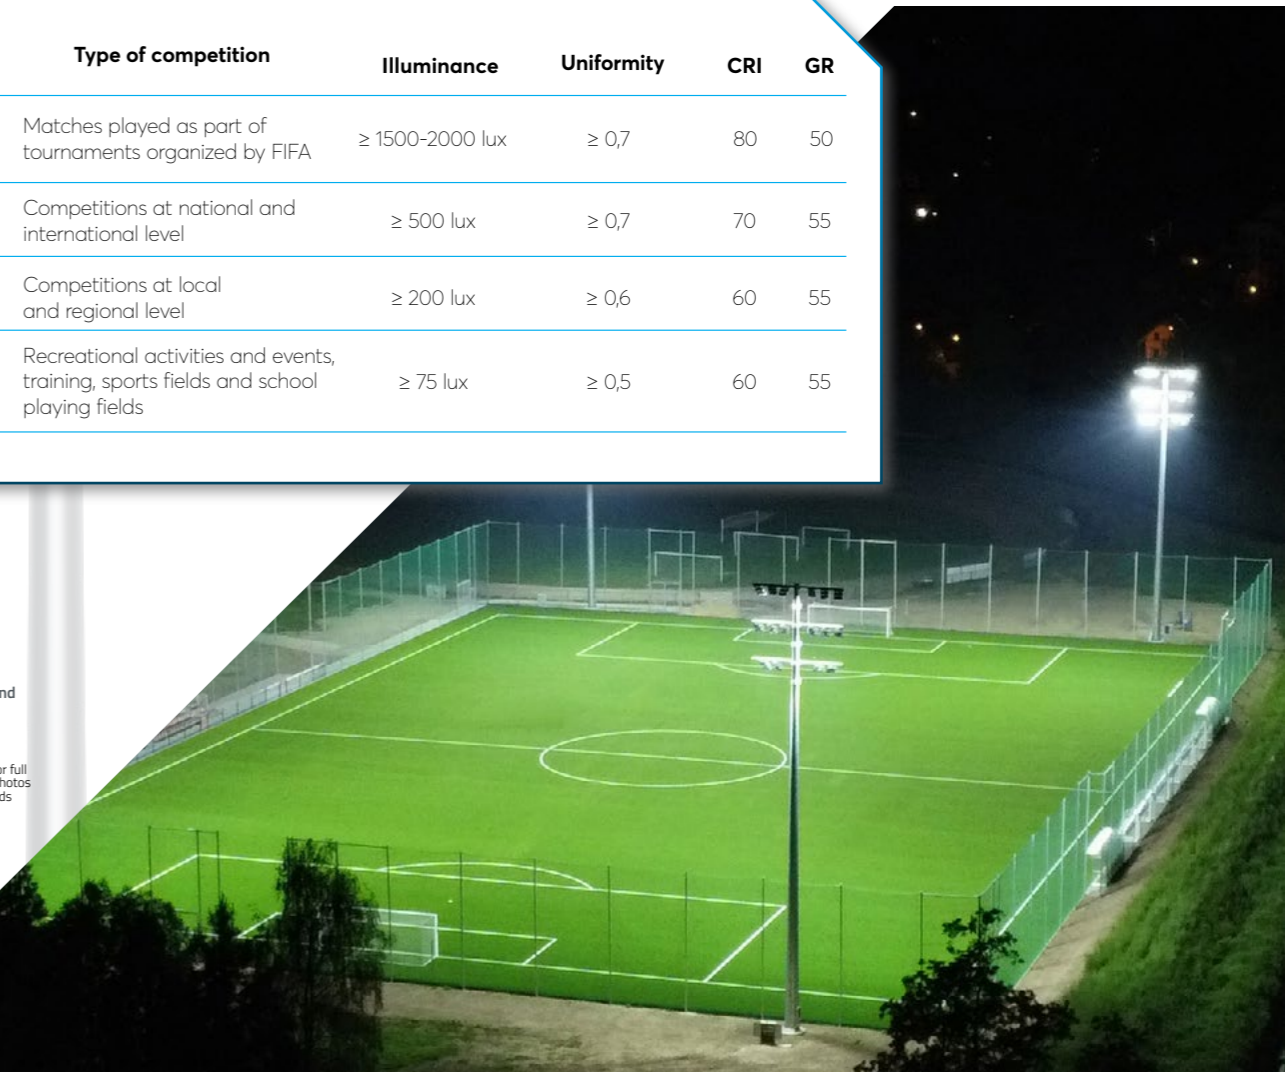 Type of competition Illuminance Uniformity CRI GR
Matches played as part of
tournaments organized by FIFA ≥ 1500-2000 lux ≥ 0,7 80 50
Competitions at national and
international level ≥ 500 lux ≥ 0,7 70 55
Competitions at local
and regional level ≥ 200 lux ≥ 0,6 60 55
Recreational activities and events,
training, sports fields and school
playing fields ≥ 75 lux ≥ 0,5 60 55
full